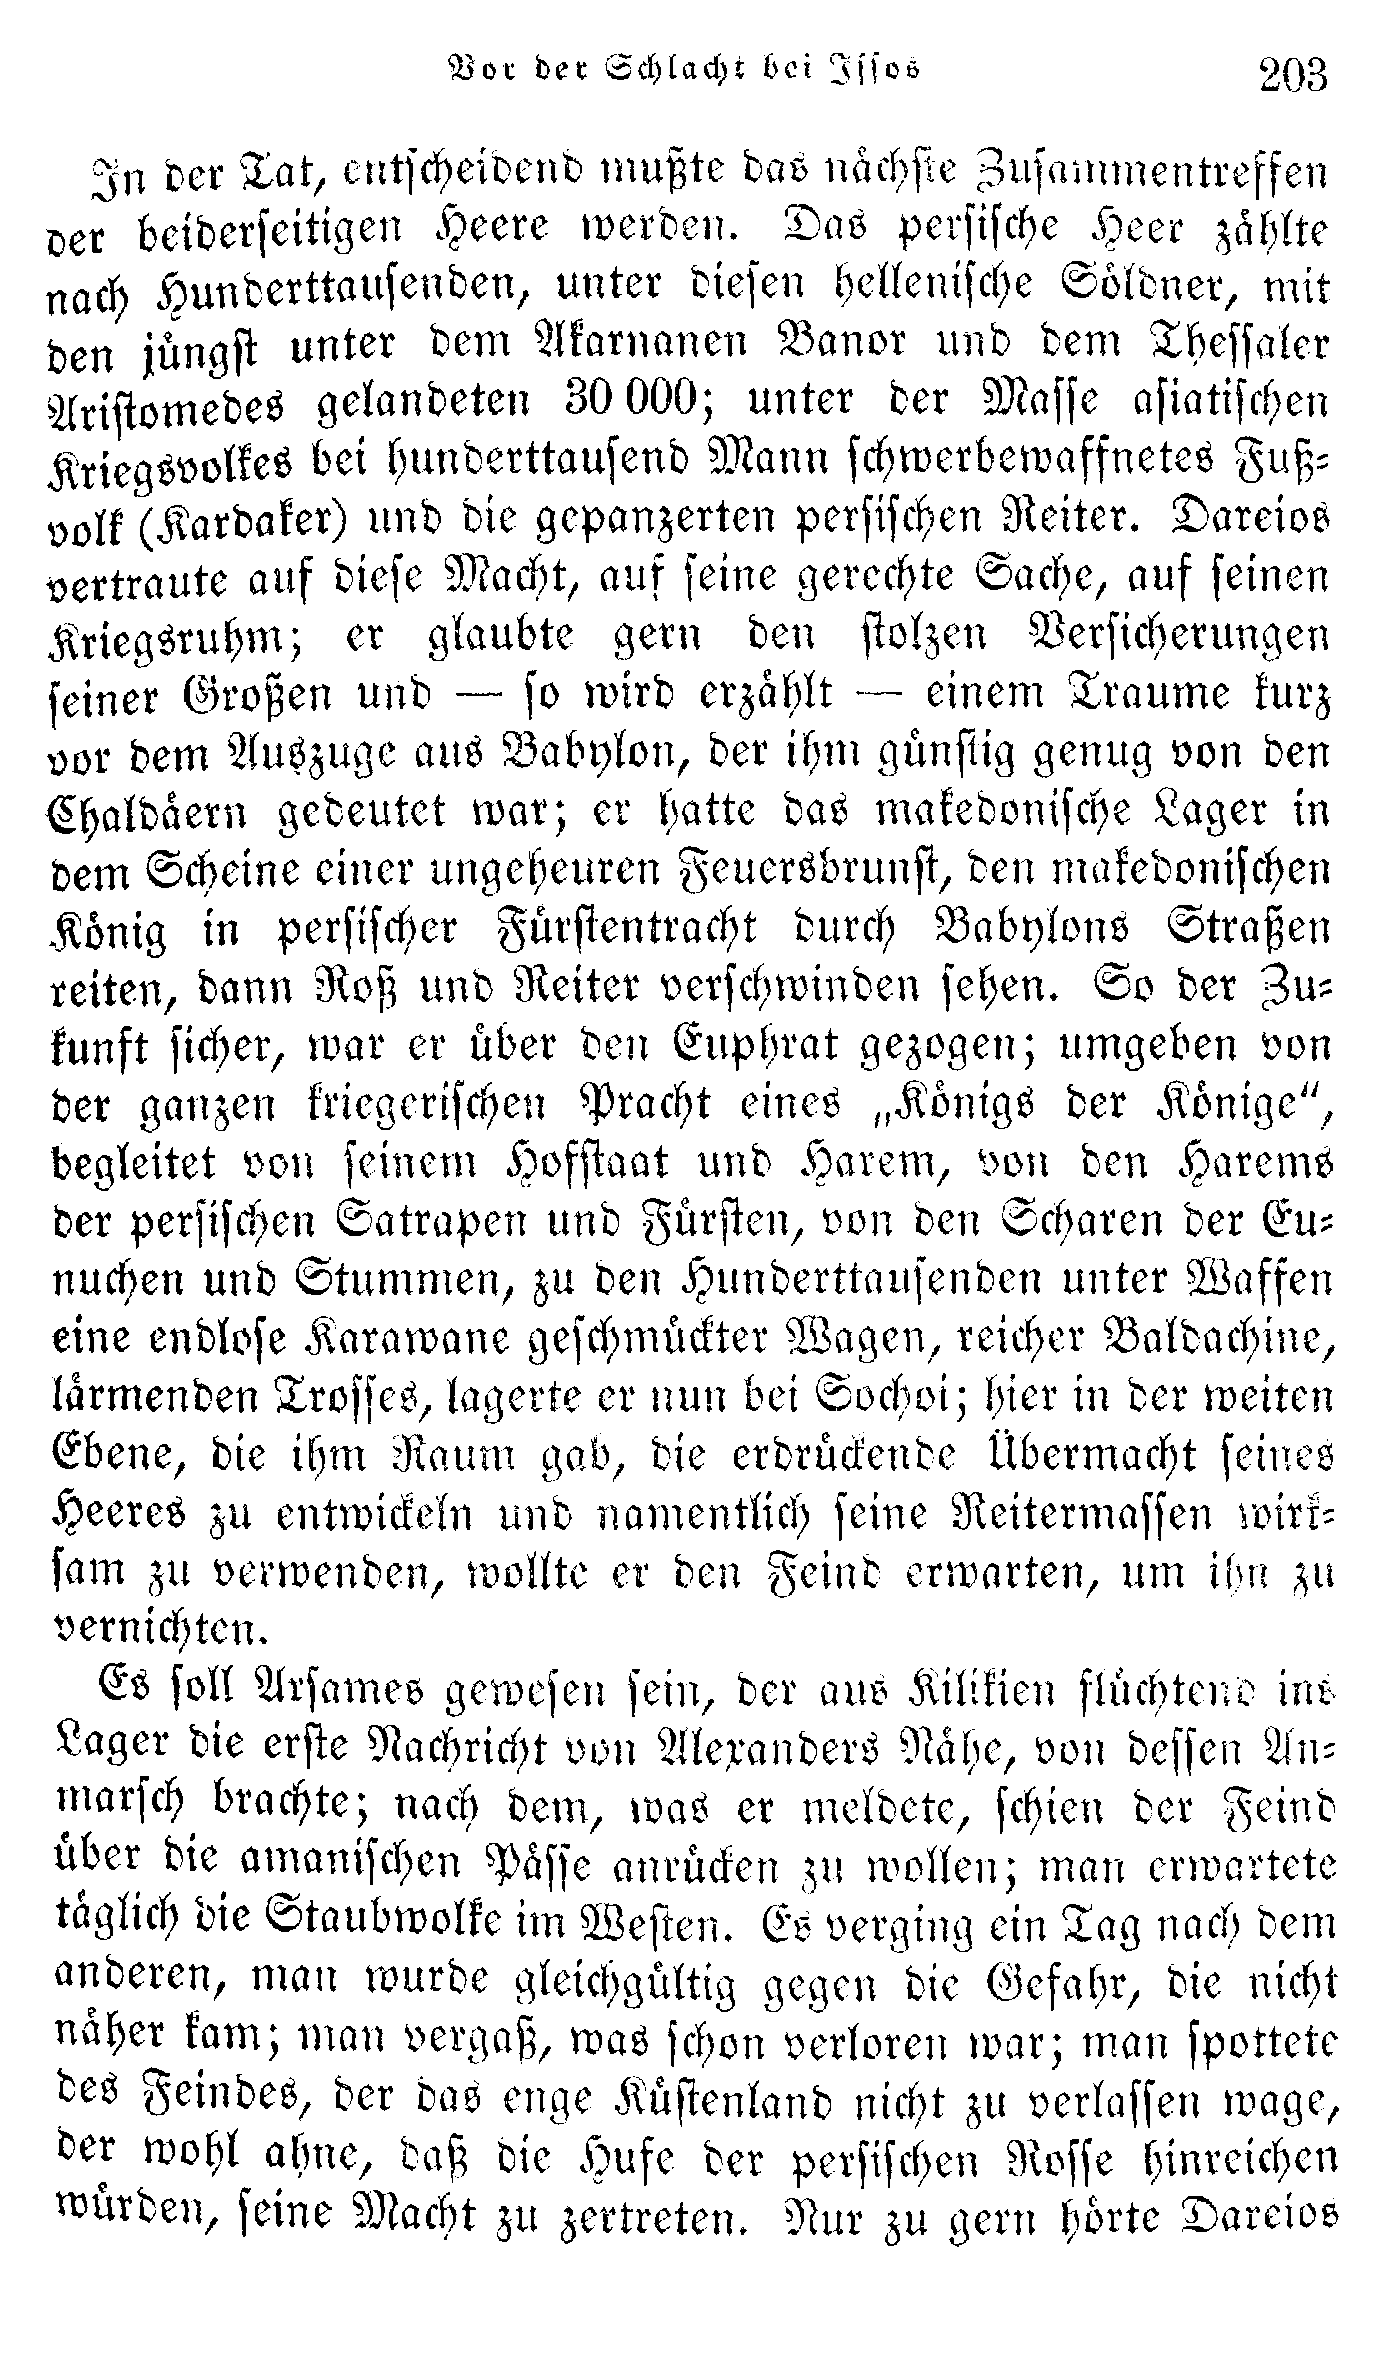 Vor der Schlacht bei Issos 203
In der Tat, entscheidend mußte das nächste Zusammentreffen
der beiderseitigen Heere werden. Das persische Heer zählte
nach Hunderttausenden, unter diesen hellenische Söldner, mit
den jüngst unter dem Akarnanen Banor und dem Thessaler
Aristomedes gelandeten 30 000; unter der Masse asiatischen
Kriegsvolkes bei hunderttausend Mann schwerbewaffnetes Fuß-
volk (Kardaker) und die gepanzerten persischen Reiter. Dareios
vertraute auf diese Macht, auf seine gerechte Sache, auf seinen
Kriegsruhm; er glaubte gern den stolzen Versicherungen
seiner Großen und — so wird erzählt — einem Traume kurz
vor dem Auszuge aus Babylon, der ihm günstig genug von den
Chaldäern gedeutet war; er hatte das makedonische Lager in
dem Scheine einer ungeheuren Feuersbrunst, den makedonischen
König in persischer Fürstentracht durch Babylons Straßen
reiten, dann Roß und Reiter verschwinden sehen. So der Zu-
kunft sicher, war er über den Euphrat gezogen; umgeben von
der ganzen kriegerischen Pracht eines „Königs der Könige“,
begleitet von seinem Hofstaat und Harem, von den Harems
der persischen Satrapen und Fürsten, von den Scharen der Eu-
nuchen und Stummen, zu den Hunderttausenden unter Waffen
eine endlose Karawane geschmückter Wagen, reicher Baldachine,
lärmenden Trosses, lagerte er nun bei Sochoi; hier in der weiten
Ebene, die ihm Raum gab, die erdrückende Übermacht seines
Heeres zu entwickeln und namentlich seine Reitermassen wirk-
sam zu verwenden, wollte er den Feind erwarten, um ihn zu
vernichten.
Es soll Arsames gewesen sein, der aus Kilikien flüchtend ins
Lager die erste Nachricht von Alexanders Nähe, von dessen An-
marsch brachte; nach dem, was er meldete, schien der Feind
über die amanischen Pässe anrücken zu wollen; man erwartete
täglich die Staubwolke im Westen. Es verging ein Tag nach dem
anderen, man wurde gleichgültig gegen die Gefahr, die nicht
näher kam; man vergaß, was schon verloren war; man spottete
des Feindes, der das enge Küstenland nicht zu verlassen wage,
der wohl ahne, daß die Hufe der persischen Rosse hinreichen
würden, seine Macht zu zertreten. Nur zu gern hörte Dareios